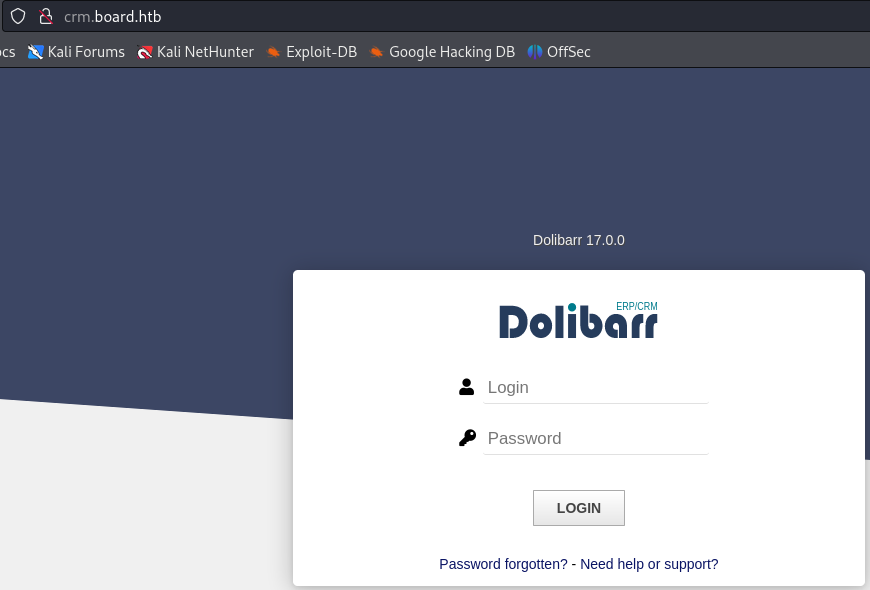 crm.board.htb
ocs Kali Forums Kali NetHunter Exploit-DB Google Hacking DB OffSec
Dolibarr 17.0.0
ERP/CRM
Dolibarr
Login
Password
LOGIN
Password forgotten? - Need help or support?